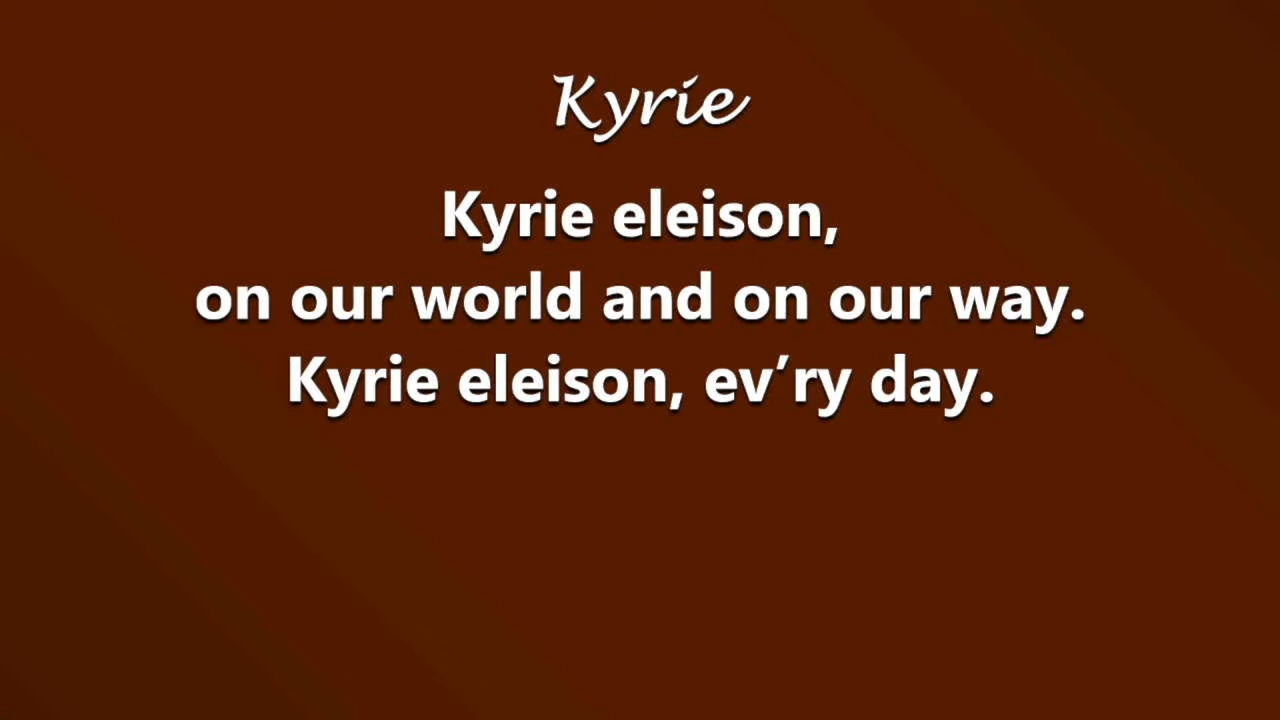 Kyrie
Kyrie eleison,
on our world and on our way.
Kyrie eleison, ev’ry day.